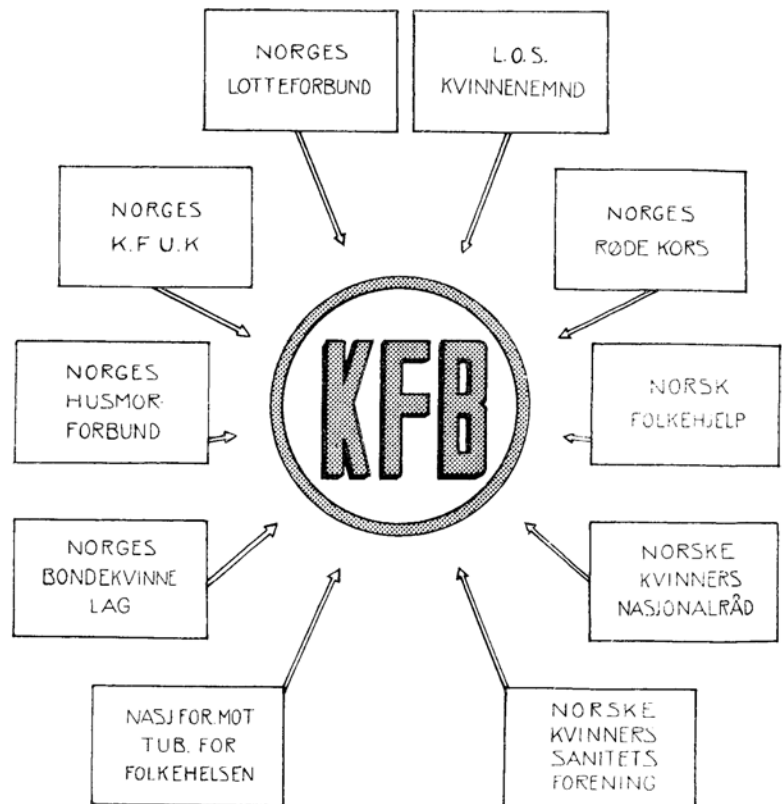 NORGES
LOTTEFORBUND
L.O.S.
KVINNENEMND
NORGES
K.F U.K
NORGES
RØDE KORS
KFB
NORGES
HUSMOR-
FORBUND
NORSK
FOLKEHJELP
NORGES
BONDEKVINNE
LAG
NORSKE
KVINNERS
NASJONALRÅD
NASJ FOR. MOT
TUB. FOR
FOLKEHELSEN
NORSKE
KVINNERS
SANITETS
FORENING